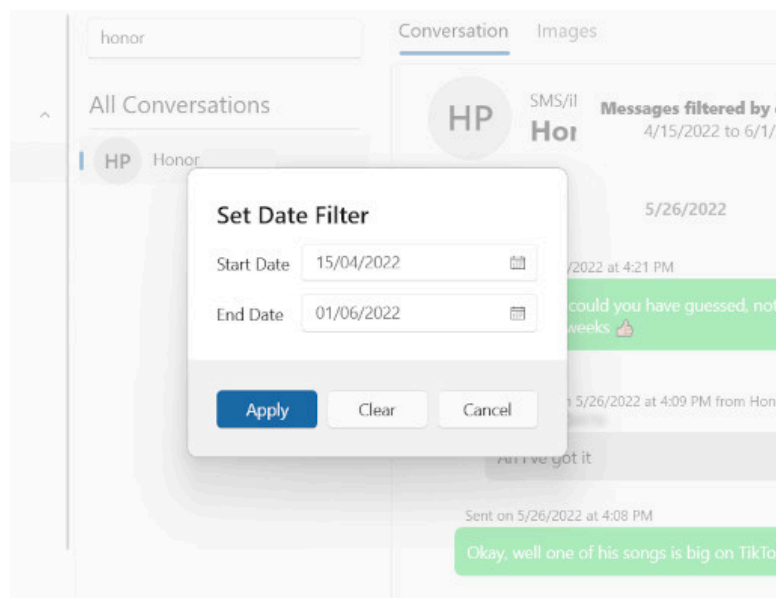 honor
Conversation Images
All Conversations
HP Honor
HP
SMS/iI
Hor
Messages filtered by
4/15/2022 to 6/1/
5/26/2022
/2022 at 4:21 PM
could you have guessed, not
weeks 👍🏻
5/26/2022 at 4:09 PM from Hon
Ah I've got it
Sent on 5/26/2022 at 4:08 PM
Okay, well one of his songs is big on TikTo
Set Date Filter
Start Date 15/04/2022
End Date 01/06/2022
Apply Clear Cancel